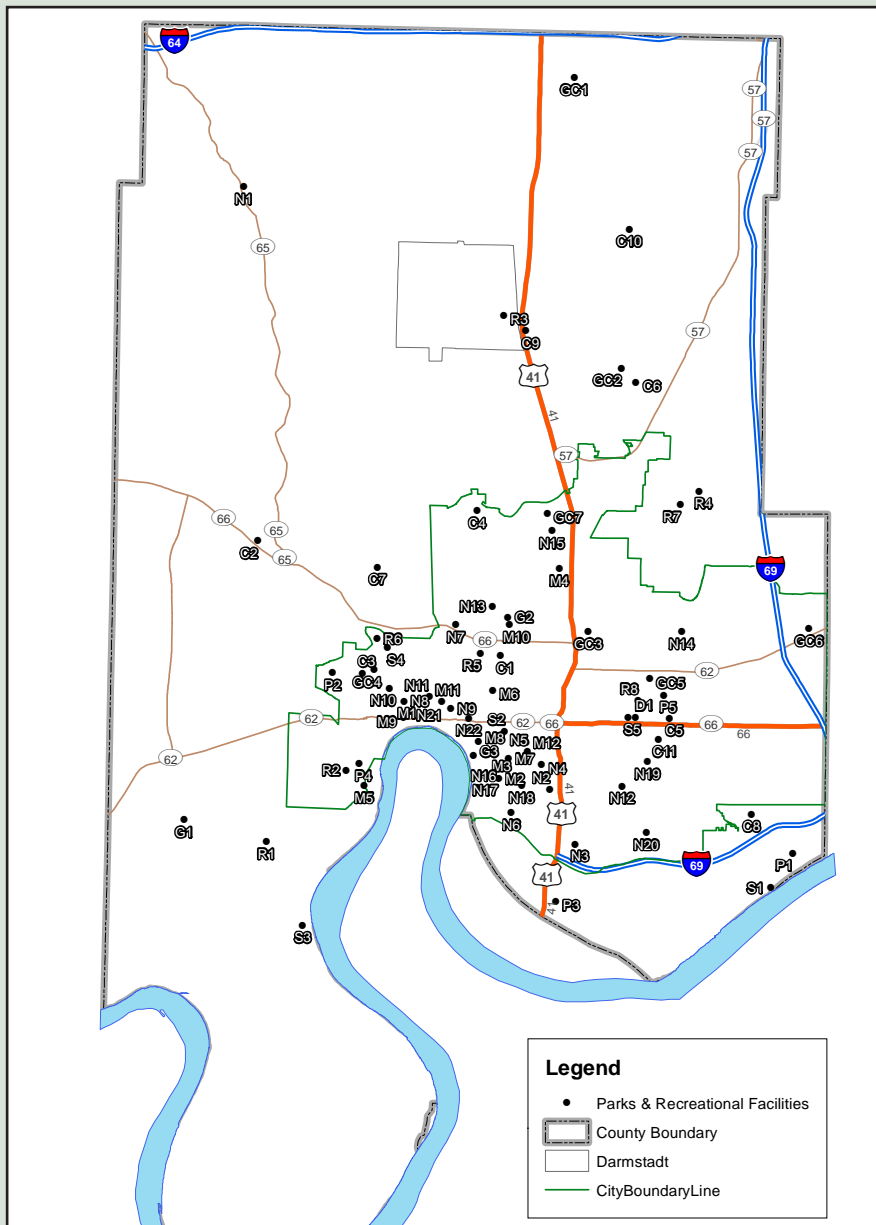 64
GC1
57
57
57
N1
C10
65
R3
C9
57
41
GC2
C6
41
57
R4
R7
66
C4
GC7
N15
65
C2
65
C7
M4
69
N13
G2
N7
M10
GC3
N14
GC6
R6
66
S4
R5
C1
62
C3
GC4
P2
R8
GC5
N10
N11
N8
M11
M6
D1
P5
M1
N21
N9
M9
62
S2
62
66
S5
C5
66
66
N22
M8
N5
M12
C11
62
G3
M7
R2
P4
M3
N4
N19
N16
M2
N2
M5
N17
N18
41
N12
G1
N6
41
C8
R1
N3
N20
69
P1
41
S1
41
P3
S3
Legend
Parks & Recreational Facilities
County Boundary
Darmstadt
CityBoundaryLine